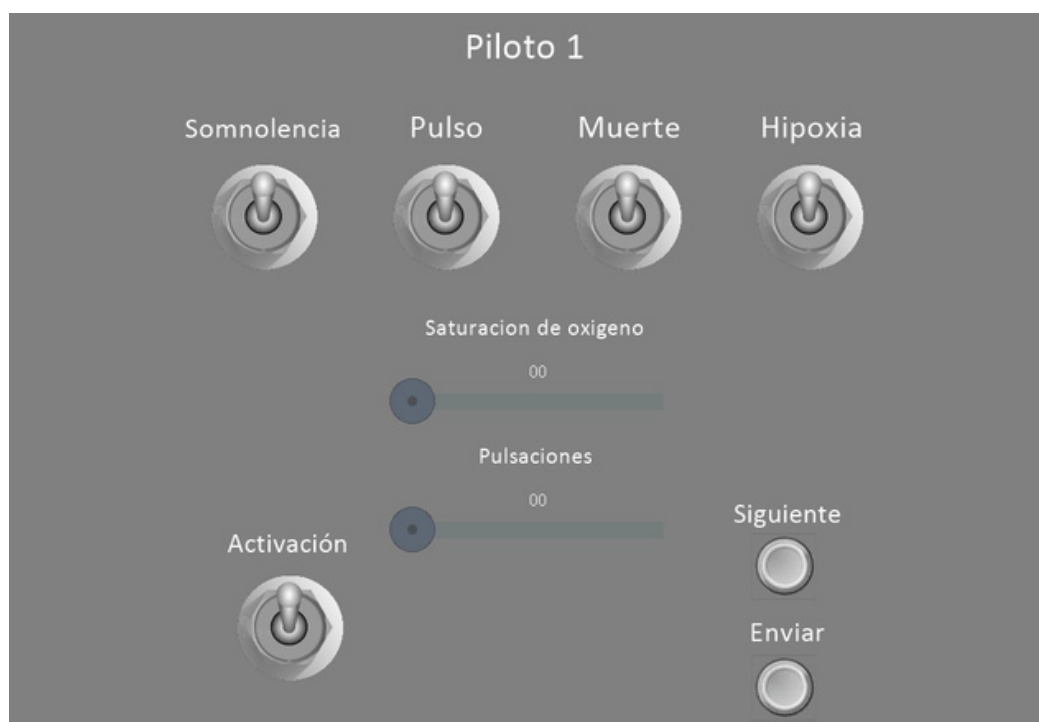 Piloto 1
Somnolencia Pulso Muerte Hipoxia
Saturacion de oxigeno
00
Pulsaciones
00
Siguiente
Activación
Enviar